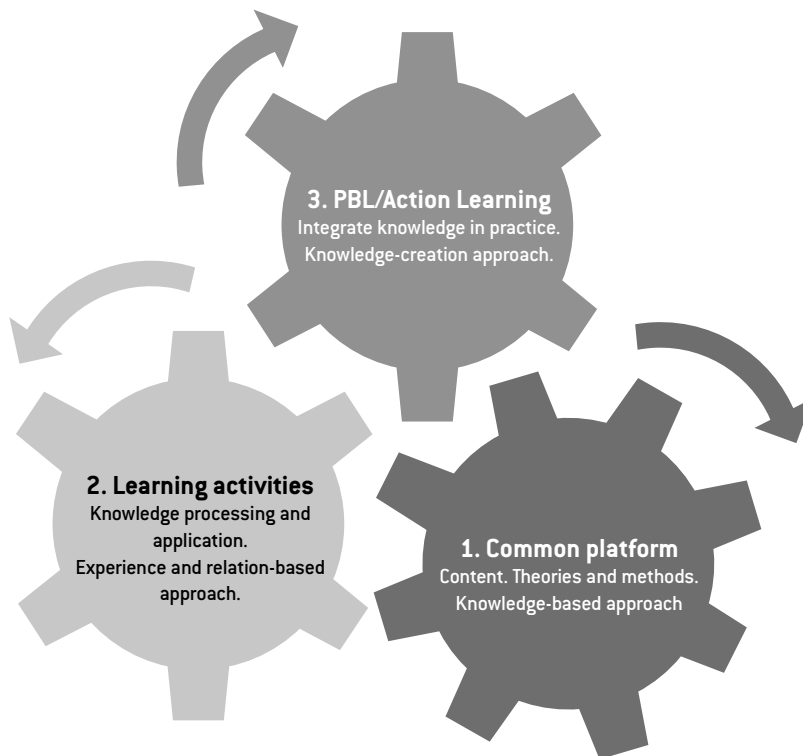 3. PBL/Action Learning
Integrate knowledge in practice.
Knowledge-creation approach.
2. Learning activities
Knowledge processing and
application.
Experience and relation-based
approach.
1. Common platform
Content. Theories and methods.
Knowledge-based approach